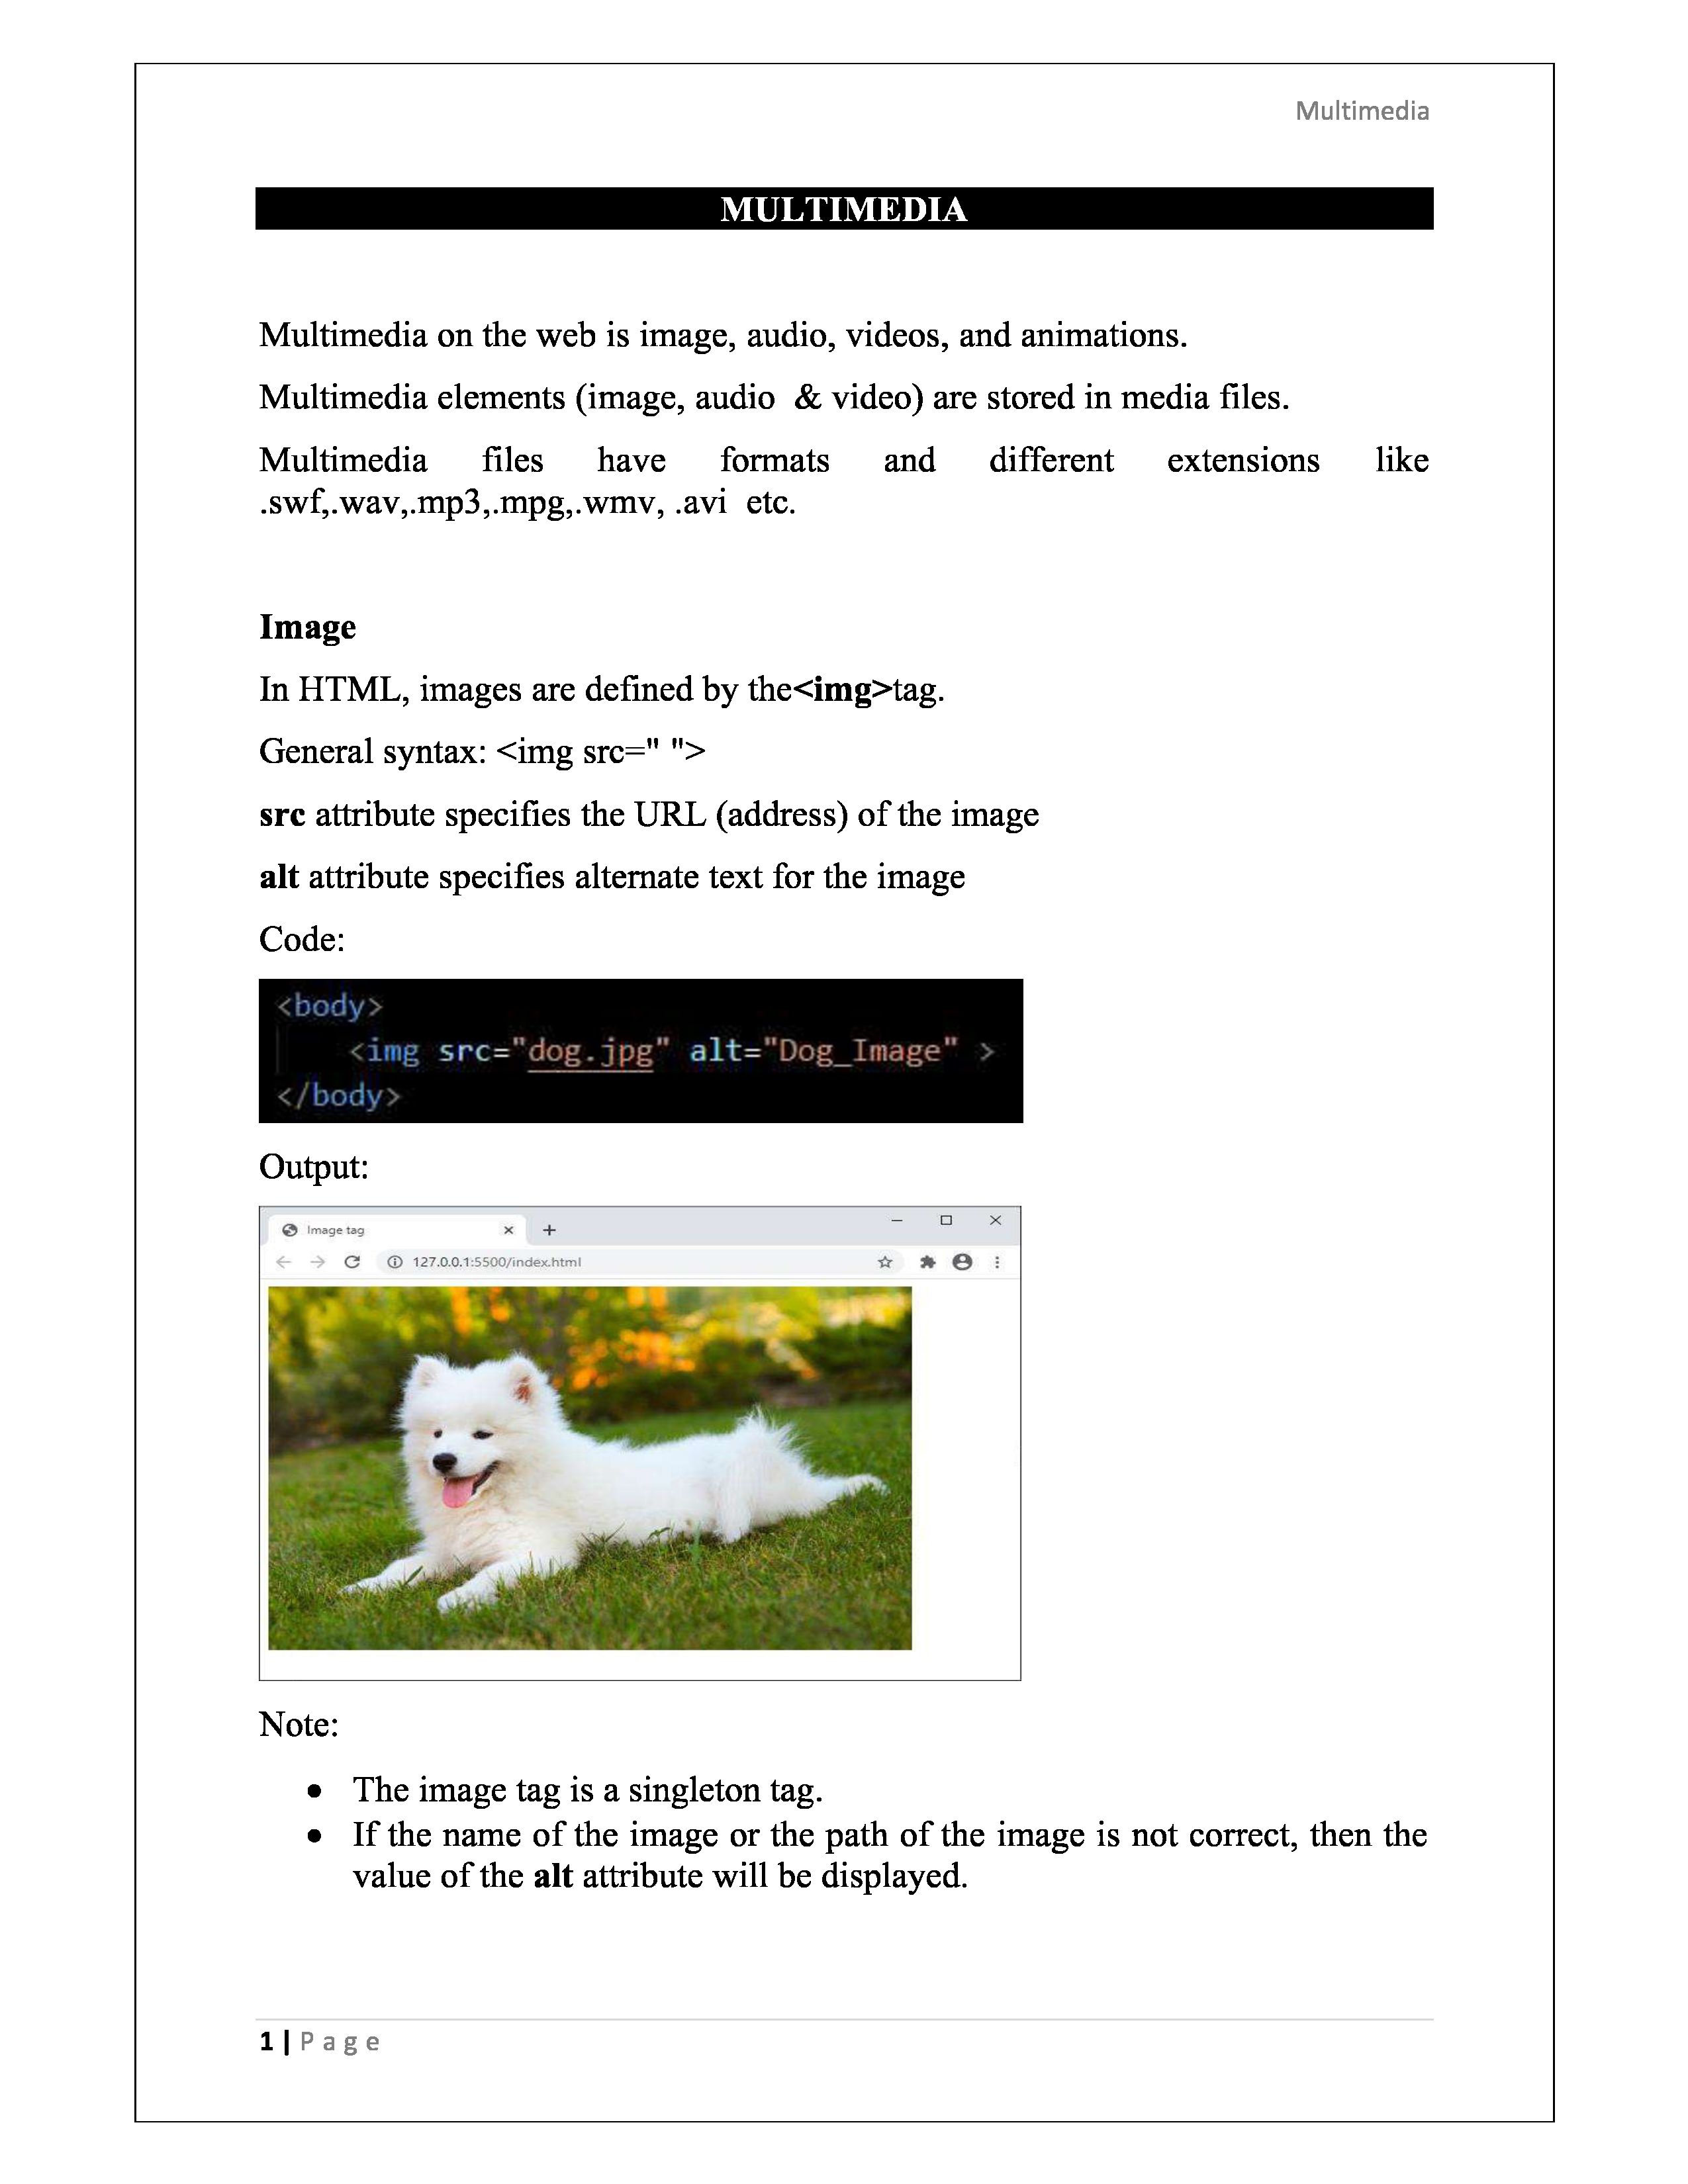 Multimedia
MULTIMEDIA
Multimedia on the web is image, audio, videos, and animations.
Multimedia elements (image, audio & video) are stored in media files.
Multimedia files have formats and different extensions like
.swf,.wav,.mp3,.mpg,.wmv, .avi etc.
Image
In HTML, images are defined by the<img>tag.
General syntax: <img src=" ">
src attribute specifies the URL (address) of the image
alt attribute specifies alternate text for the image
Code:
<body>
<img src="dog.jpg" alt="Dog_Image" >
</body>
Output:
Image tag
127.0.0.1:5500/index.html
Note:
• The image tag is a singleton tag.
• If the name of the image or the path of the image is not correct, then the
value of the alt attribute will be displayed.
1 | Page